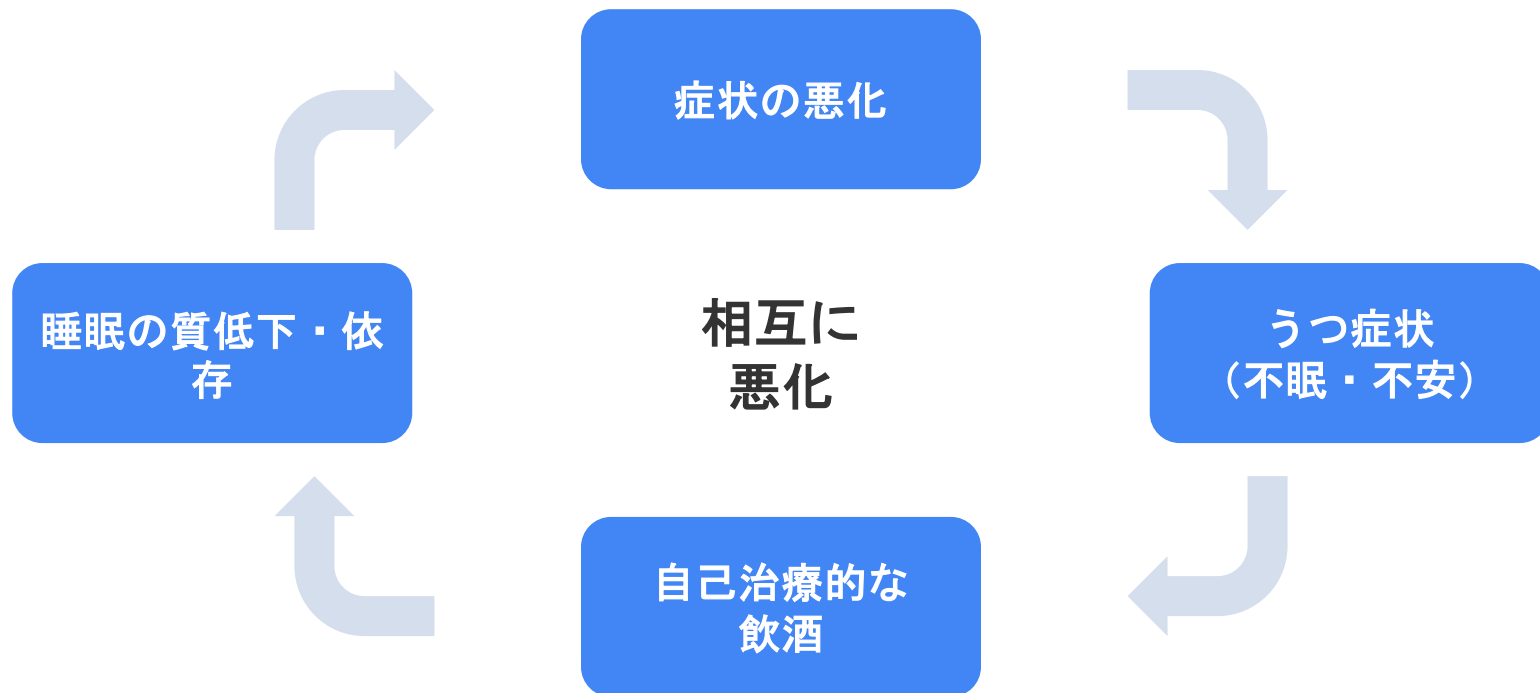 症状の悪化
睡眠の質低下・依
存
相互に
悪化
うつ症状
（不眠・不安）
自己治療的な
飲酒